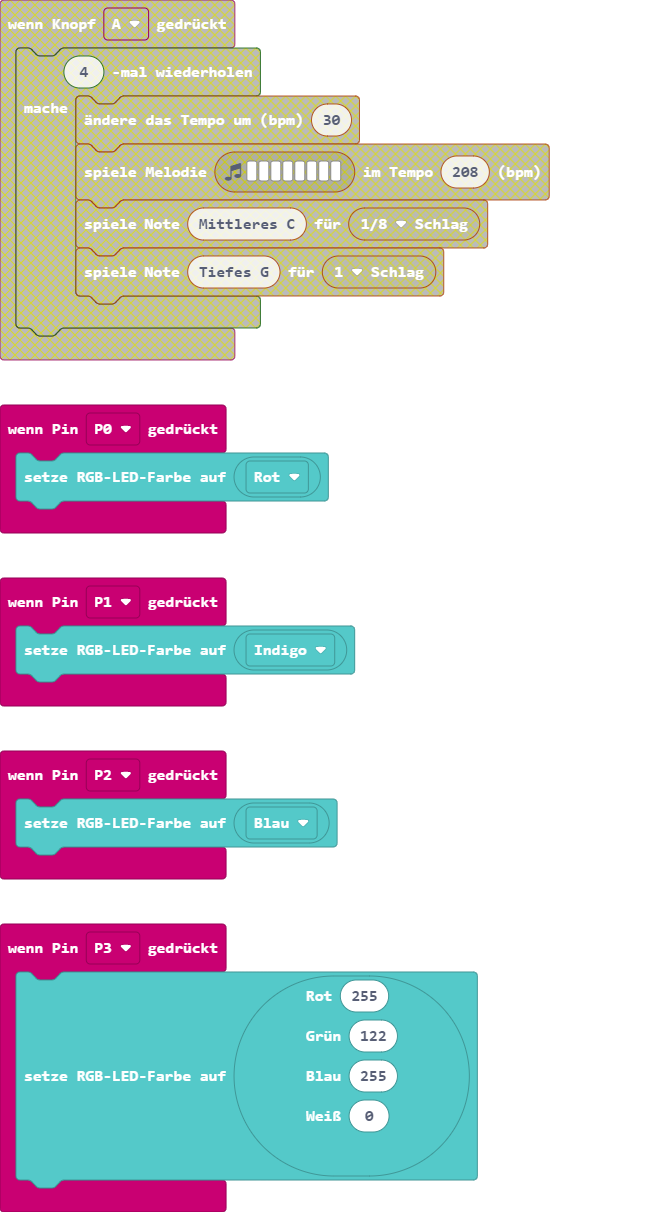 wenn Knopf A gedrückt
4 -mal wiederholen
mache
ändere das Tempo um (bpm) 30
spiele Melodie im Tempo 208 (bpm)
spiele Note Mittleres C für 1/8 Schlag
spiele Note Tiefes G für 1 Schlag
wenn Pin P0 gedrückt
setze RGB-LED-Farbe auf Rot
wenn Pin P1 gedrückt
setze RGB-LED-Farbe auf Indigo
wenn Pin P2 gedrückt
setze RGB-LED-Farbe auf Blau
wenn Pin P3 gedrückt
Rot 255
Grün 122
setze RGB-LED-Farbe auf Blau 255
Weiß 0